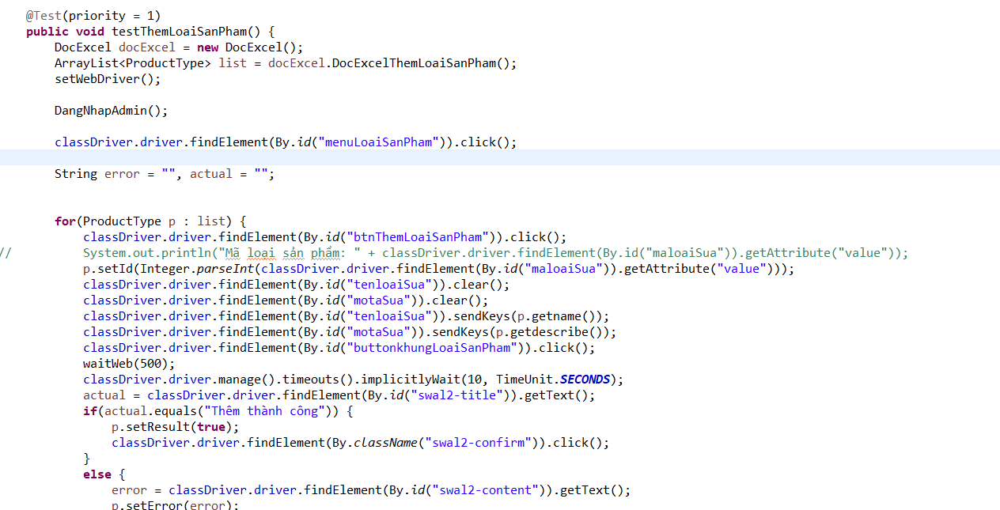 @Test(priority = 1)
public void testThemLoaiSanPham() {
DocExcel docExcel = new DocExcel();
ArrayList<ProductType> list = docExcel.DocExcelThemLoaiSanPham();
setWebDriver();
DangNhapAdmin();
classDriver.driver.findElement(By.id("menuLoaiSanPham")).click();
String error = "", actual = "";
for(ProductType p : list) {
classDriver.driver.findElement(By.id("btnThemLoaiSanPham")).click();
// System.out.println("Mã loại sản phẩm: " + classDriver.driver.findElement(By.id("maloaiSua")).getAttribute("value"));
p.setId(Integer.parseInt(classDriver.driver.findElement(By.id("maloaiSua")).getAttribute("value")));
classDriver.driver.findElement(By.id("tenloaiSua")).clear();
classDriver.driver.findElement(By.id("motaSua")).clear();
classDriver.driver.findElement(By.id("tenloaiSua")).sendKeys(p.getname());
classDriver.driver.findElement(By.id("motaSua")).sendKeys(p.getdescribe());
classDriver.driver.findElement(By.id("buttonkhungLoaiSanPham")).click();
waitWeb(500);
classDriver.driver.manage().timeouts().implicitlyWait(10, TimeUnit.SECONDS);
actual = classDriver.driver.findElement(By.id("swal2-title")).getText();
if(actual.equals("Thêm thành công")) {
p.setResult(true);
classDriver.driver.findElement(By.className("swal2-confirm")).click();
}
else {
error = classDriver.driver.findElement(By.id("swal2-content")).getText();
p.setError(error);